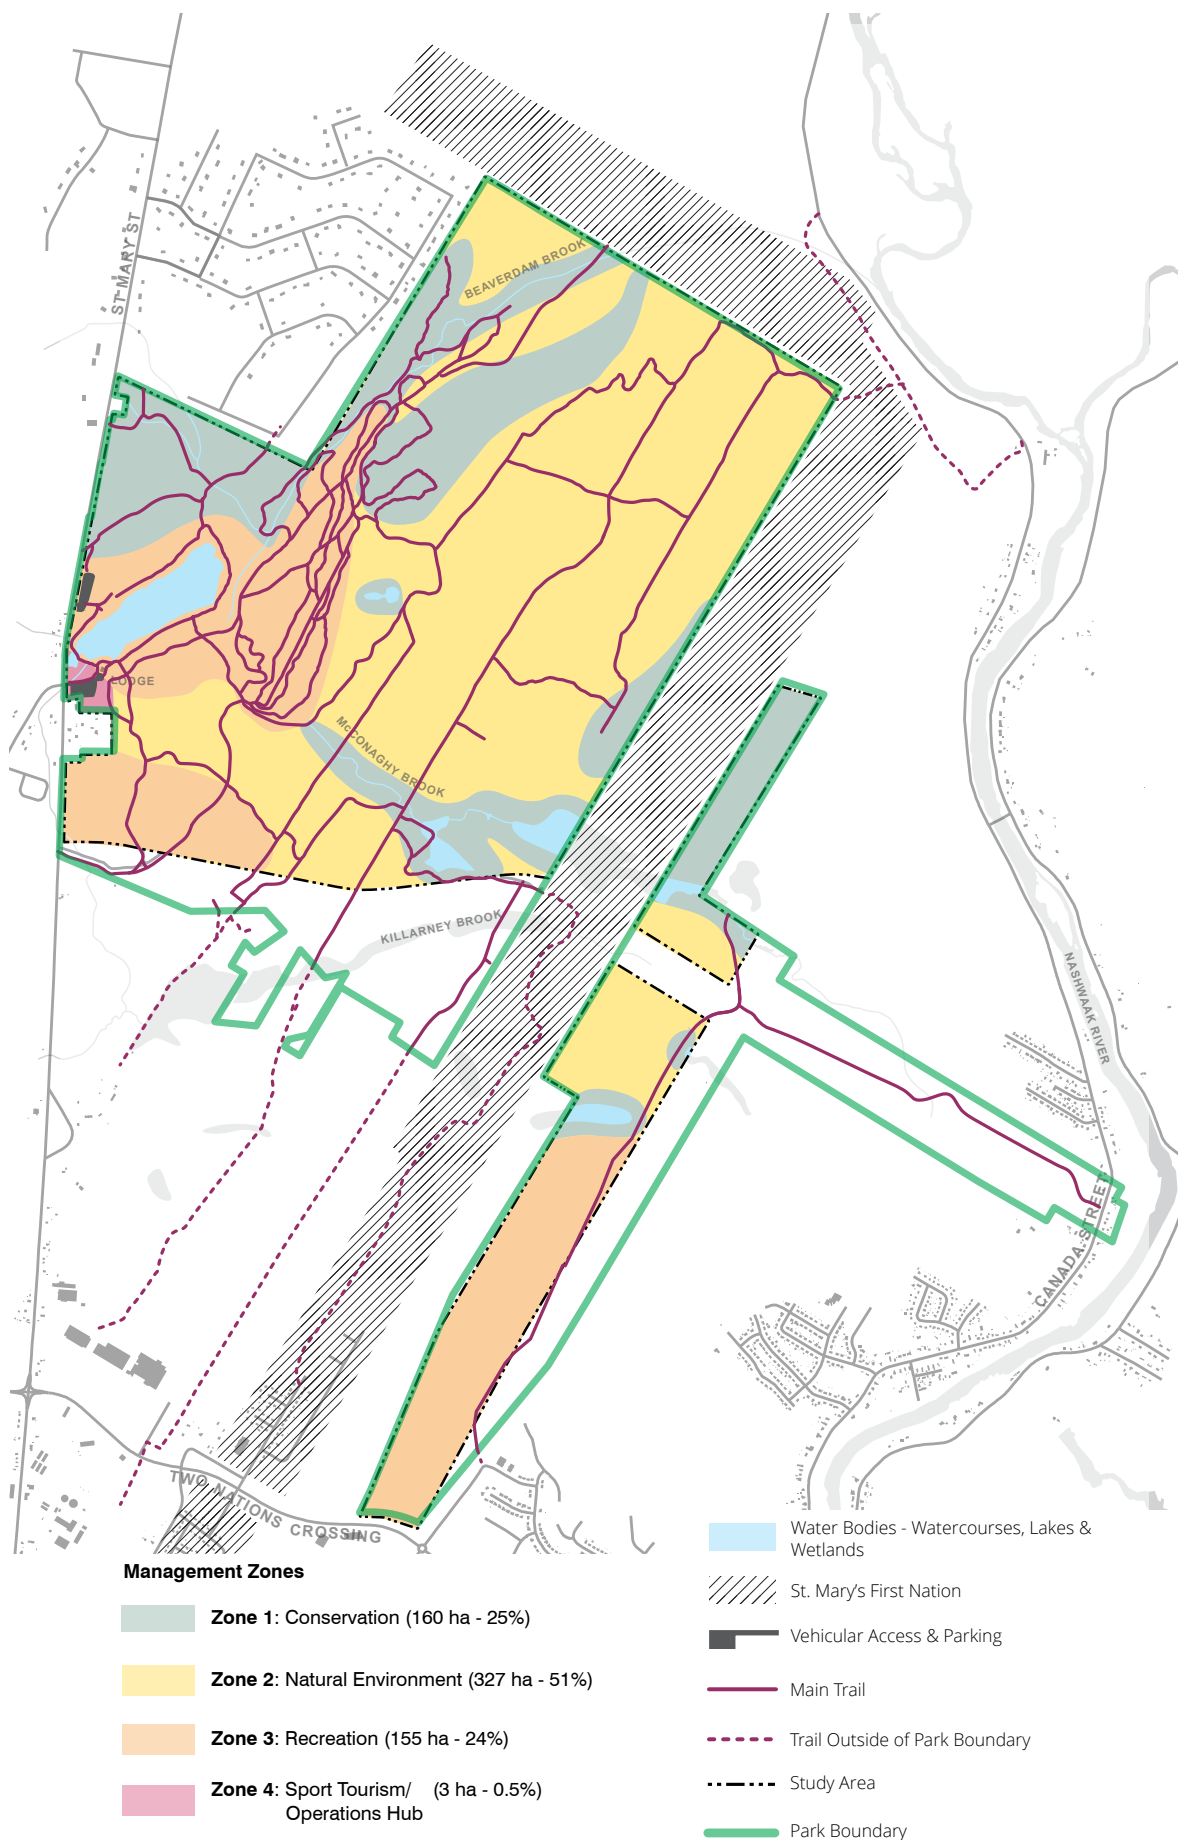 ST MARY ST
BEAVERDAM BROOK
LODGE
McCONAGHY BROOK
KILLARNEY BROOK
NASHWAAK RIVER
CANADA STREET
TWO NATIONS CROSSING
Management Zones
Zone 1: Conservation (160 ha - 25%)
Zone 2: Natural Environment (327 ha - 51%)
Zone 3: Recreation (155 ha - 24%)
Zone 4: Sport Tourism/ (3 ha - 0.5%)
Operations Hub
Water Bodies - Watercourses, Lakes &
Wetlands
St. Mary's First Nation
Vehicular Access & Parking
Main Trail
Trail Outside of Park Boundary
Study Area
Park Boundary